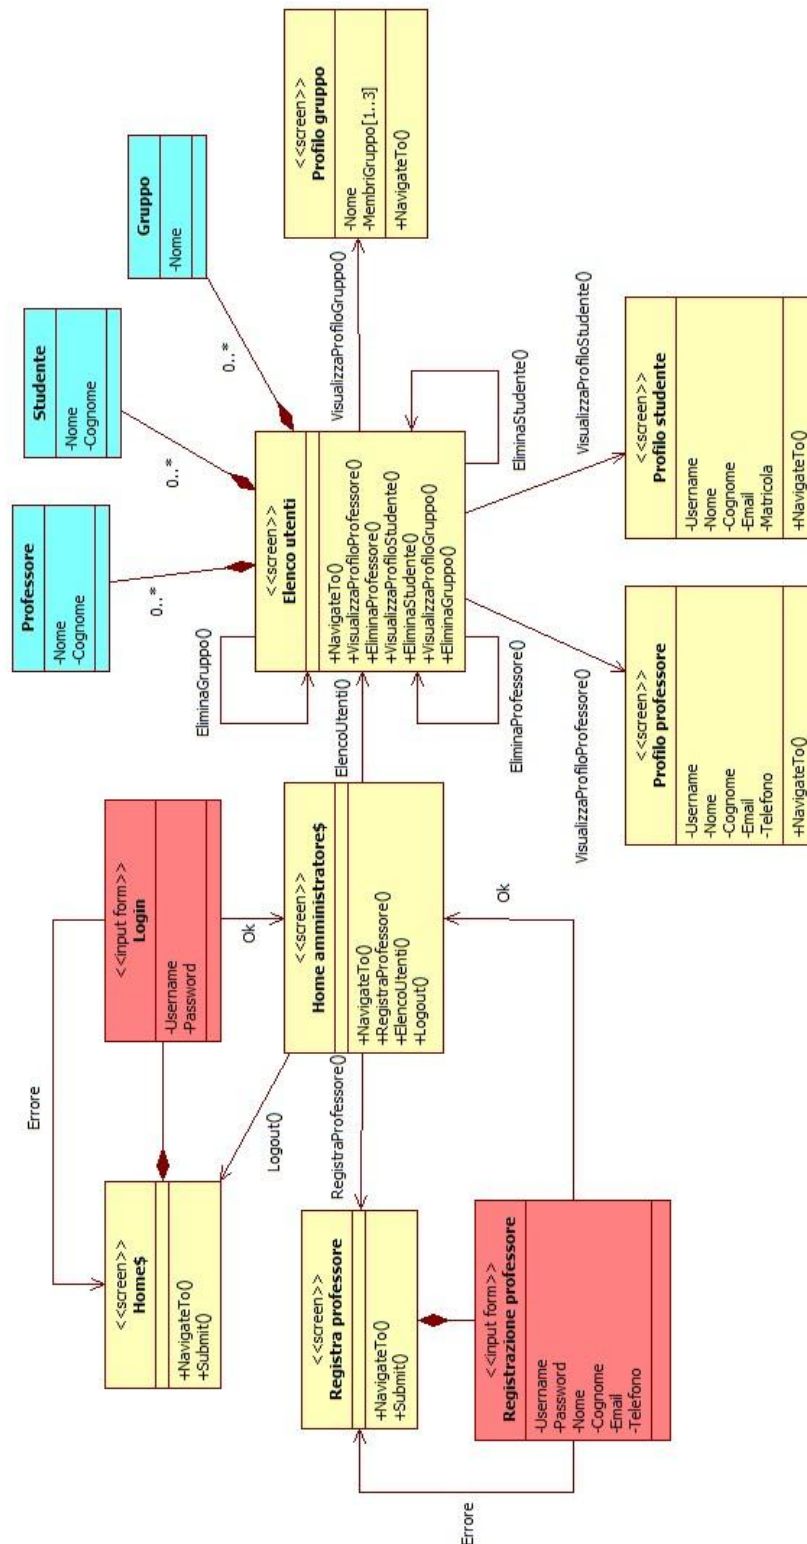 Errore
<<screen>>
Home$
+NavigateTo()
+Submit()
<<input form>>
Login
-Username
-Password
Ok
Logout()
<<screen>>
Home amministratore$
+NavigateTo()
+RegistraProfessore()
+ElencoUtenti()
+Logout()
RegistraProfessore()
<<screen>>
Registra professore
+NavigateTo()
+Submit()
<<input form>>
Registrazione professore
-Username
-Password
-Nome
-Cognome
-Email
-Telefono
Errore
Ok
ElencoUtenti()
Professore
-Nome
-Cognome
0..*
Studente
-Nome
-Cognome
0..*
Gruppo
-Nome
0..*
EliminaGruppo()
<<screen>>
Elenco utenti
+NavigateTo()
+VisualizzaProfiloProfessore()
+EliminaProfessore()
+VisualizzaProfiloStudente()
+EliminaStudente()
+VisualizzaProfiloGruppo()
+EliminaGruppo()
EliminaProfessore()
EliminaStudente()
VisualizzaProfiloGruppo()
<<screen>>
Profilo gruppo
-Nome
-MembriGruppo[1..3]
+NavigateTo()
VisualizzaProfiloProfessore()
<<screen>>
Profilo professore
-Username
-Nome
-Cognome
-Email
-Telefono
+NavigateTo()
VisualizzaProfiloStudente()
<<screen>>
Profilo studente
-Username
-Nome
-Cognome
-Email
-Matricola
+NavigateTo()